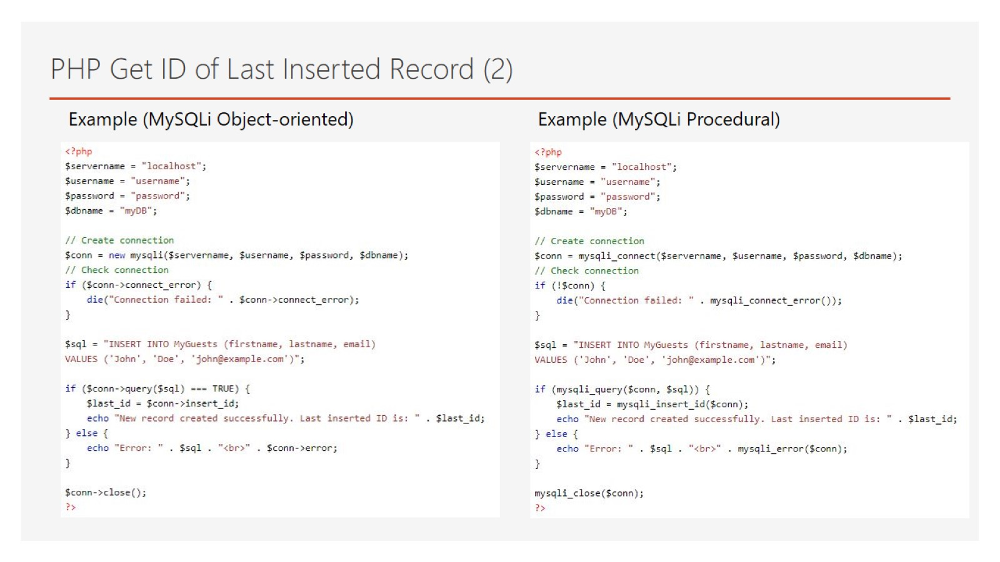 PHP Get ID of Last Inserted Record (2)
Example (MySQLi Object-oriented)
<?php
$servername = "localhost";
$username = "username";
$password = "password";
$dbname = "myDB";
// Create connection
$conn = new mysqli($servername, $username, $password, $dbname);
// Check connection
if ($conn->connect_error) {
    die("Connection failed: " . $conn->connect_error);
}
$sql = "INSERT INTO MyGuests (firstname, lastname, email)
VALUES ('John', 'Doe', 'john@example.com')";
if ($conn->query($sql) === TRUE) {
    $last_id = $conn->insert_id;
    echo "New record created successfully. Last inserted ID is: " . $last_id;
} else {
    echo "Error: " . $sql . "<br>" . $conn->error;
}
$conn->close();
?>
Example (MySQLi Procedural)
<?php
$servername = "localhost";
$username = "username";
$password = "password";
$dbname = "myDB";
// Create connection
$conn = mysqli_connect($servername, $username, $password, $dbname);
// Check connection
if (!$conn) {
    die("Connection failed: " . mysqli_connect_error());
}
$sql = "INSERT INTO MyGuests (firstname, lastname, email)
VALUES ('John', 'Doe', 'john@example.com')";
if (mysqli_query($conn, $sql)) {
    $last_id = mysqli_insert_id($conn);
    echo "New record created successfully. Last inserted ID is: " . $last_id;
} else {
    echo "Error: " . $sql . "<br>" . mysqli_error($conn);
}
mysqli_close($conn);
?>